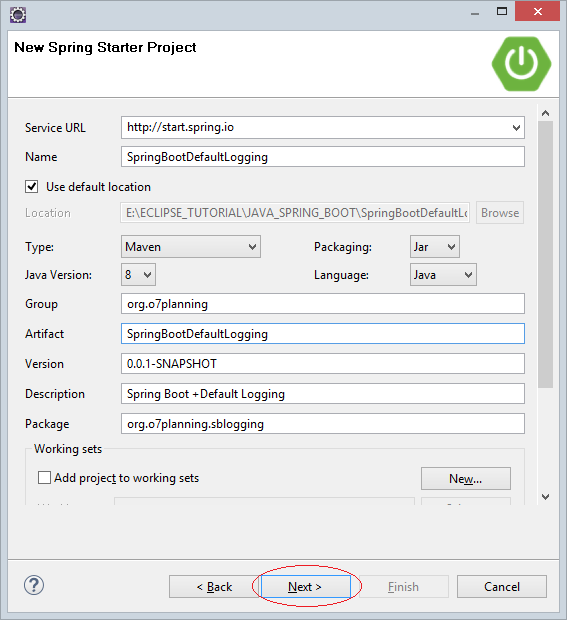 New Spring Starter Project
Service URL http://start.spring.io
Name SpringBootDefaultLogging
Use default location
Location E:\ECLIPSE_TUTORIAL\JAVA_SPRING_BOOT\SpringBootDefaultLo Browse
Type: Maven Packaging: Jar
Java Version: 8 Language: Java
Group org.o7planning
Artifact SpringBootDefaultLogging
Version 0.0.1-SNAPSHOT
Description Spring Boot +Default Logging
Package org.o7planning.sblogging
Working sets
Add project to working sets New...
< Back Next > Finish Cancel